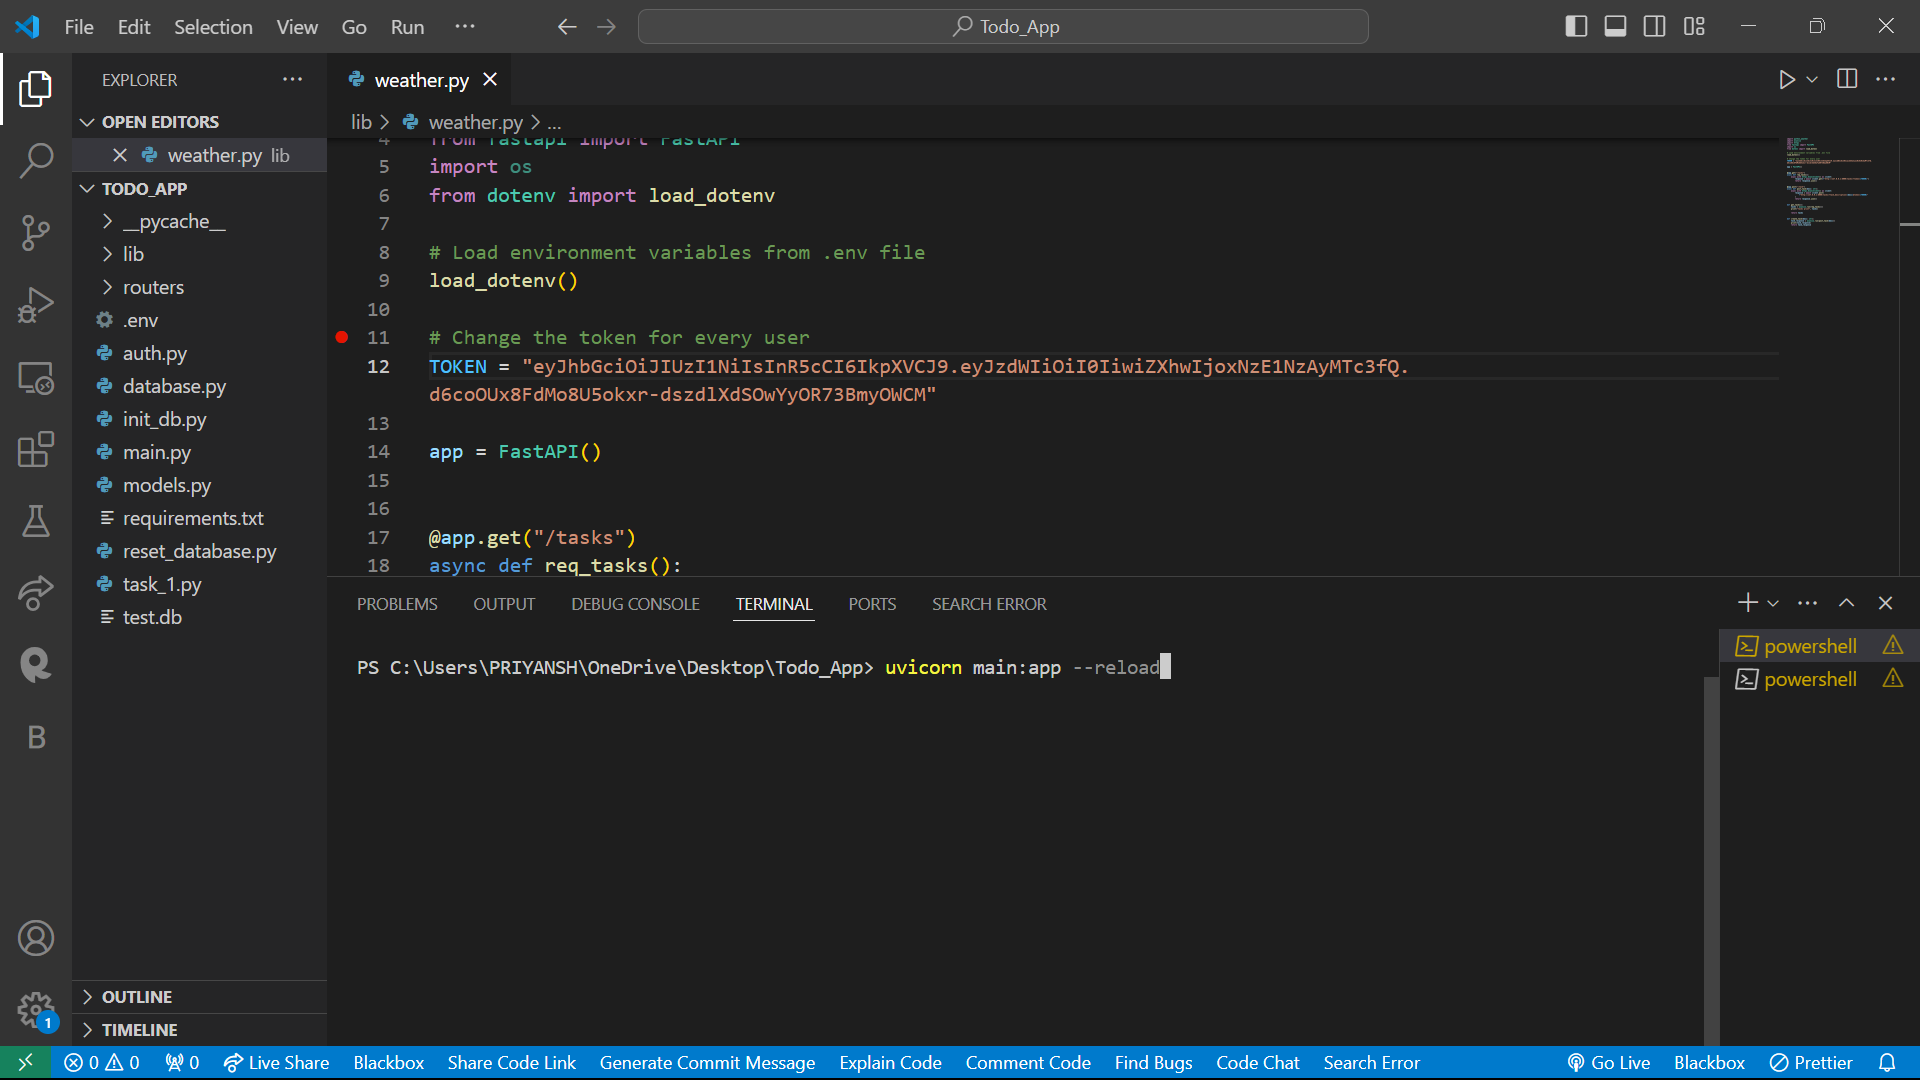 File Edit Selection View Go Run ...
Todo_App
EXPLORER
OPEN EDITORS
weather.py lib
TODO_APP
__pycache__
lib
routers
.env
auth.py
database.py
init_db.py
main.py
models.py
requirements.txt
reset_database.py
task_1.py
test.db
OUTLINE
TIMELINE
weather.py
lib > weather.py > ...
4 from fastapi import FastAPI
5 import os
6 from dotenv import load_dotenv
7
8 # Load environment variables from .env file
9 load_dotenv()
10
11 # Change the token for every user
12 TOKEN = "eyJhbGciOiJIUzI1NiIsInR5cCI6IkpXVCJ9.eyJzdWIiOiI0IiwiZXhwIjoxNzE1NzAyMTc3fQ.
d6coOUx8FdMo8U5okxr-dszdlXdSOwYyOR73BmyOWCM"
13
14 app = FastAPI()
15
16
17 @app.get("/tasks")
18 async def req_tasks():
PROBLEMS OUTPUT DEBUG CONSOLE TERMINAL PORTS SEARCH ERROR
PS C:\Users\PRIYANSH\OneDrive\Desktop\Todo_App> uvicorn main:app --reload
powershell
powershell
B
1
0 0 0 Live Share Blackbox Share Code Link Generate Commit Message Explain Code Comment Code Find Bugs Code Chat Search Error Go Live Blackbox Prettier